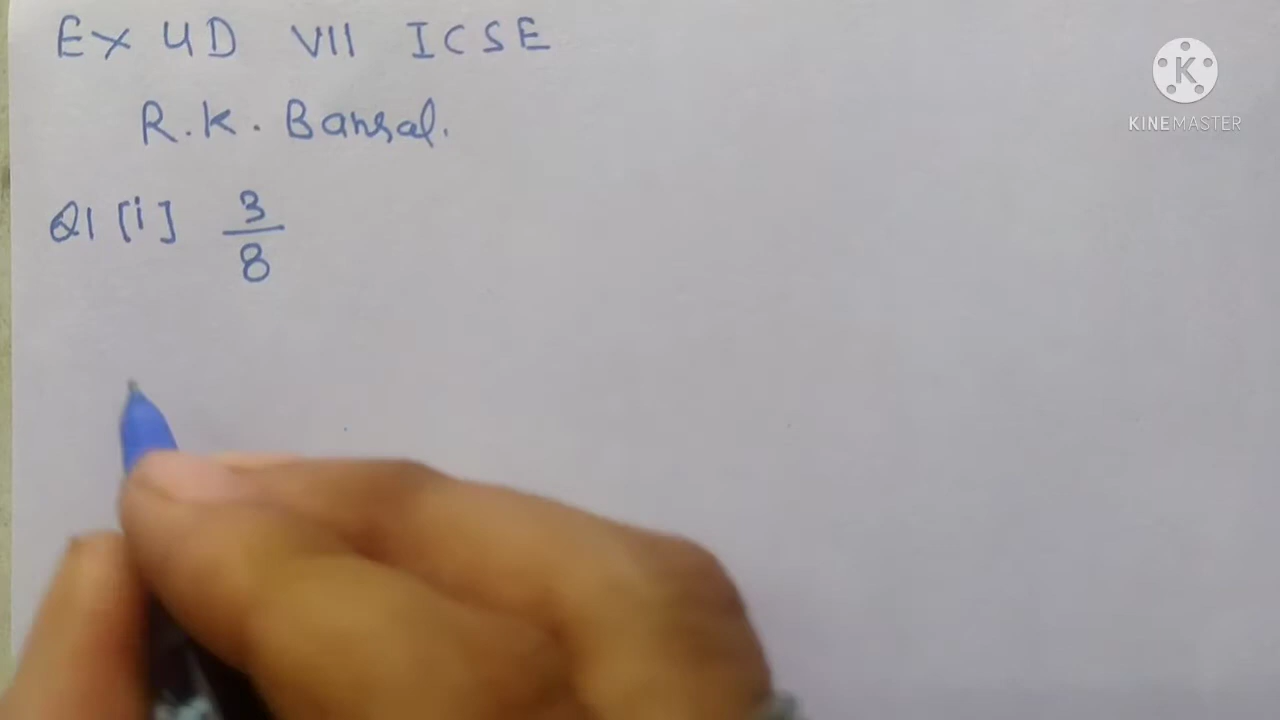 Ex 4D VII ICSE
R.K. Bansal.
Q1 [i] 3/8
K
KINEMASTER